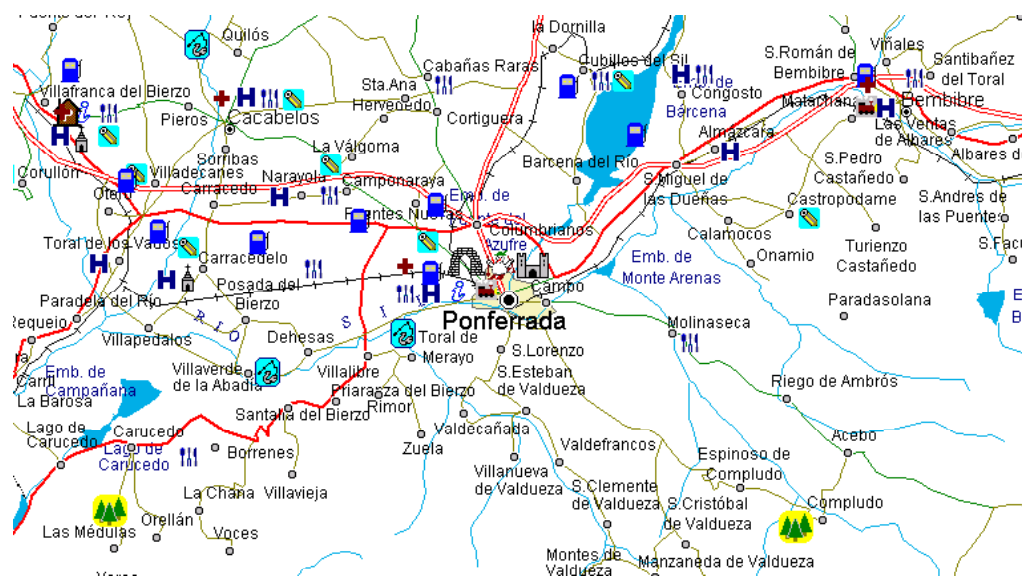 Quilós
la Dornilla
S.Román de
Bembibre
Viñales
Santibañez
del Toral
Cabañas Raras
Cubillos del Sil
Sta.Ana
Villafranca del Bierzo
Hervededo
Congosto
Bárcena
Matachana
Bembibre
Pieros
Cacabelos
Cortiguera
Almazcara
Las Ventas
de Albares
La Válgoma
Sorribas
Barcena del Río
S.Pedro
Castañedo
Albares d
Corullón
Villadecanes
Carracedo
Narayola
Camponaraya
S.Miguel de
las Dueñas
Castropodame
S.Andres de
las Puentes
Emb. de
Fuentes Nuevas
Columbrianos
Azufre
Calamocos
Turienzo
Castañedo
Toral de los Vados
Carracedelo
Onamio
Emb. de
Monte Arenas
Posada del
Bierzo
Campo
Paradela del Río
RIO
SIL
Paradasolana
Requeio
Villapedalos
Dehesas
Ponferrada
Molinaseca
Toral de
Merayo
S.Lorenzo
Emb. de
Campañana
Carril
Villaverde
de la Abadia
Villalibre
S.Esteban
de Valdueza
Riego de Ambrós
La Barosa
Priaranza del Bierzo
Rimor
Santalla del Bierzo
Lago de
Carucedo
Carucedo
Valdecañada
Acebo
Lago de
Carucedo
Borrenes
Zuela
Valdefrancos
Espinoso de
Compludo
Villanueva
de Valdueza
La Chana
Villavieja
S.Clemente
de Valdueza
S.Cristóbal
de Valdueza
Compludo
Las Médulas
Orellán
Voces
Montes de
Valdueza
Manzaneda de Valdueza